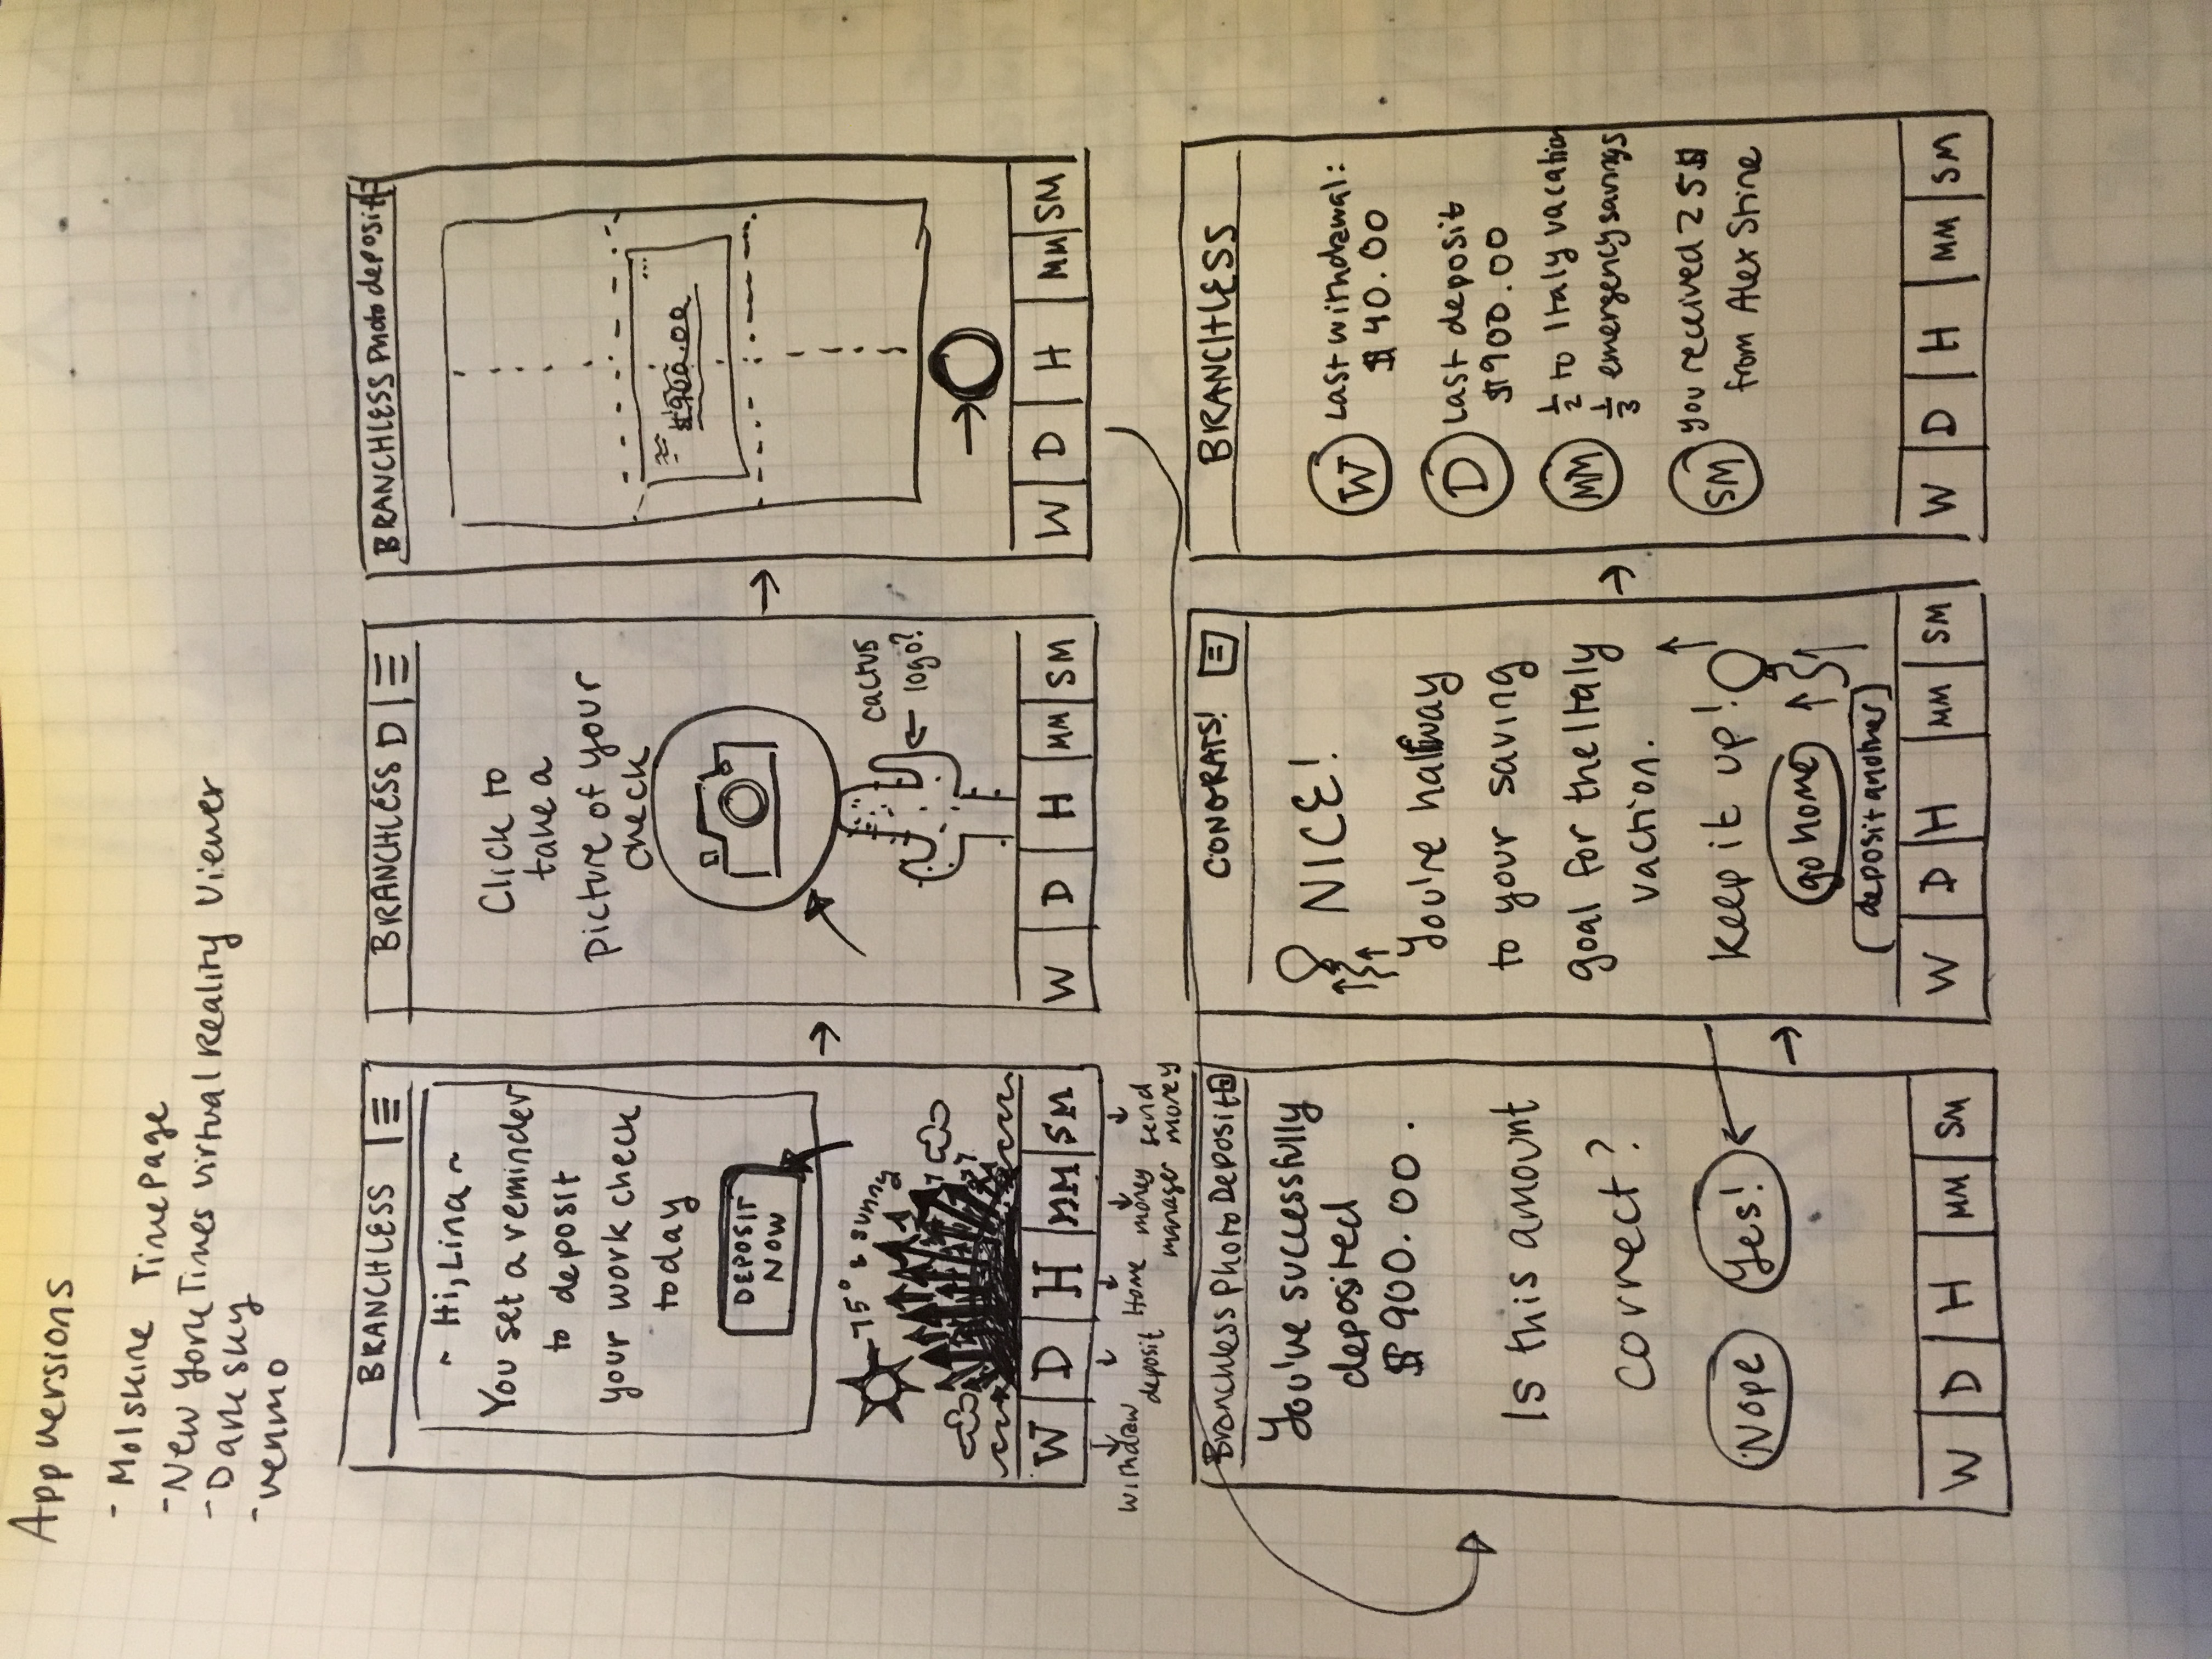 App versions
- Molskine TimePage
- New York Times Virtual Reality Viewer
- Dark sky
- venmo
BRANCHLESS
~ Hi, Lina ~
You set a reminder
to deposit
your work check
today
DEPOSIT
NOW
75° & sunny
W D H MM SM
withdraw
deposit
Home
money
manager
send
money
BRANCHLESS D
Click to
take a
picture of your
check
cactus
logo?
W D H MM SM
BRANCHLESS Photo deposit
$900.00
W D H MM SM
Branchless Photo Deposit
You've successfully
deposited
$900.00.
Is this amount
correct?
Nope Yes!
W D H MM SM
CONGRATS!
NICE!
You're halfway
to your saving
goal for the Italy
vaction.
Keep it up!
go home
(deposit another)
W D H MM SM
BRANCHLESS
W Last withdrawal:
$40.00
D Last deposit
$900.00
MM 1/2 to Italy vacation
1/3 emergency savings
SM You received 25$
from Alex Stine
W D H MM SM